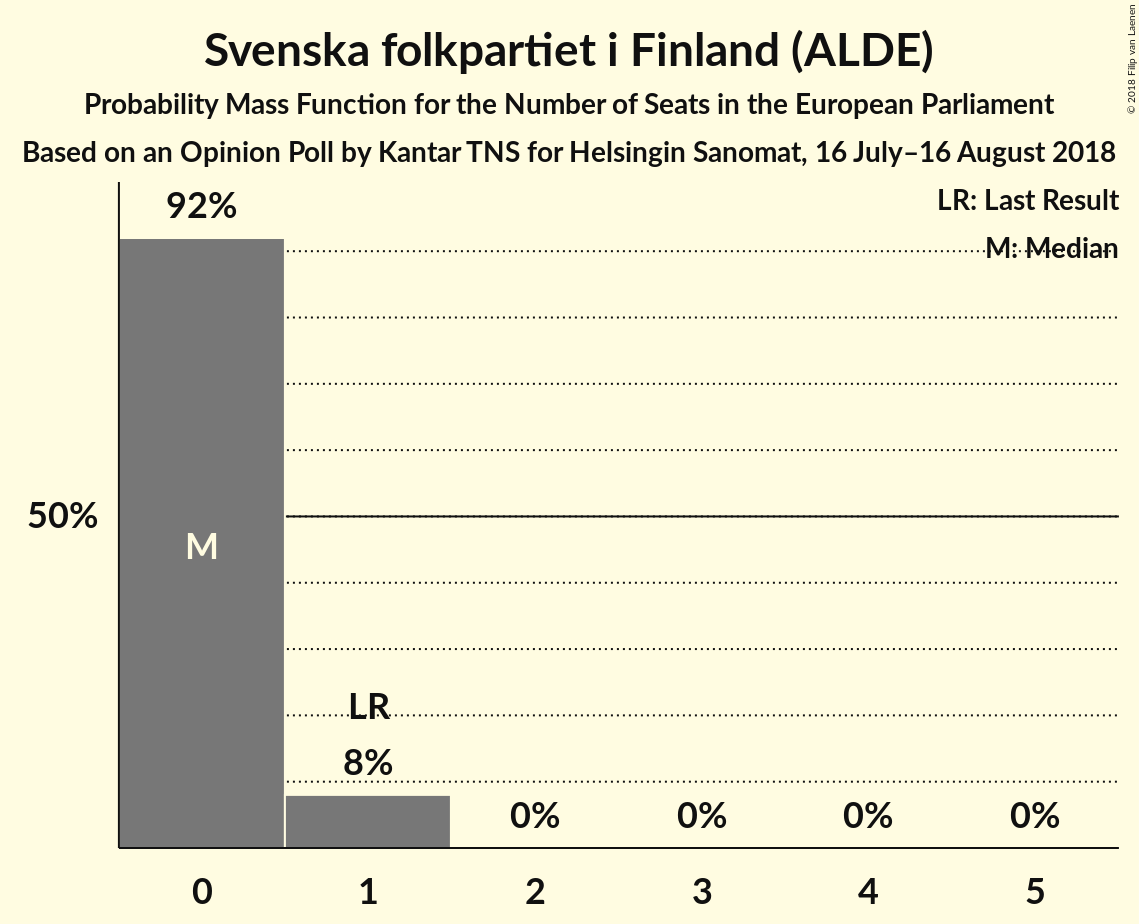 Svenska folkpartiet i Finland (ALDE)
Probability Mass Function for the Number of Seats in the European Parliament
Based on an Opinion Poll by Kantar TNS for Helsingin Sanomat, 16 July–16 August 2018
© 2018 Filip van Laenen
LR: Last Result
M: Median
92%
50%
M
LR
8%
0% 0% 0% 0%
0 1 2 3 4 5